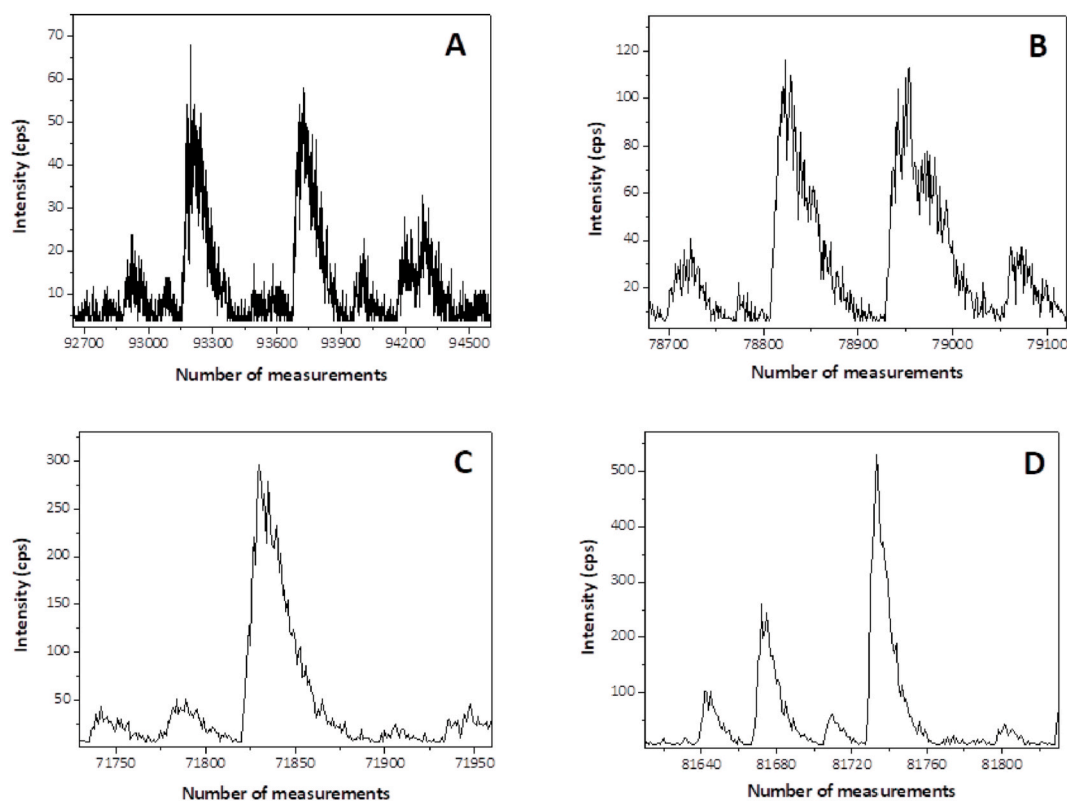 A
70
60
50
40
30
20
10
Intensity (cps)
92700 93000 93300 93600 93900 94200 94500
Number of measurements
B
120
100
80
60
40
20
Intensity (cps)
78700 78800 78900 79000 79100
Number of measurements
C
300
250
200
150
100
50
Intensity (cps)
71750 71800 71850 71900 71950
Number of measurements
D
500
400
300
200
100
Intensity (cps)
81640 81680 81720 81760 81800
Number of measurements